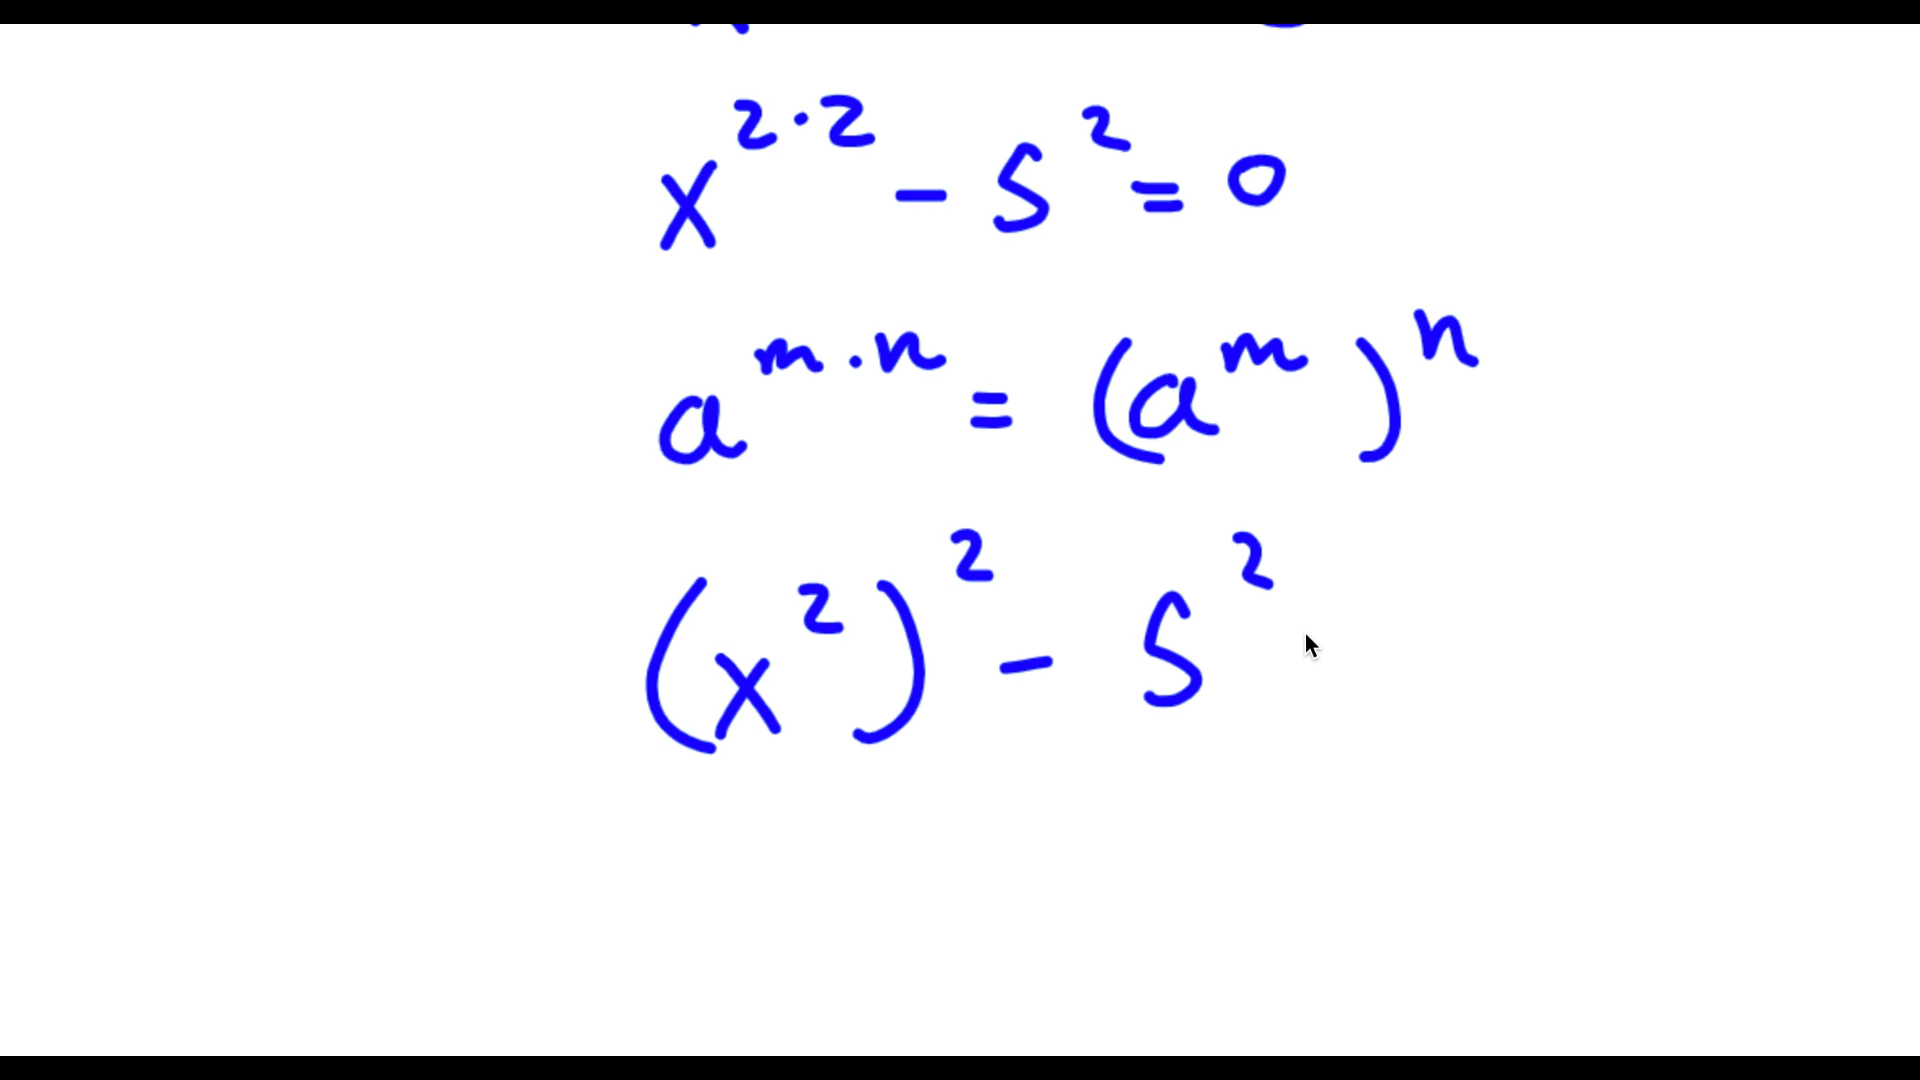 x^{2·2} - 5^2 = 0
a^{m·n} = (a^m)^n
(x^2)^2 - 5^2